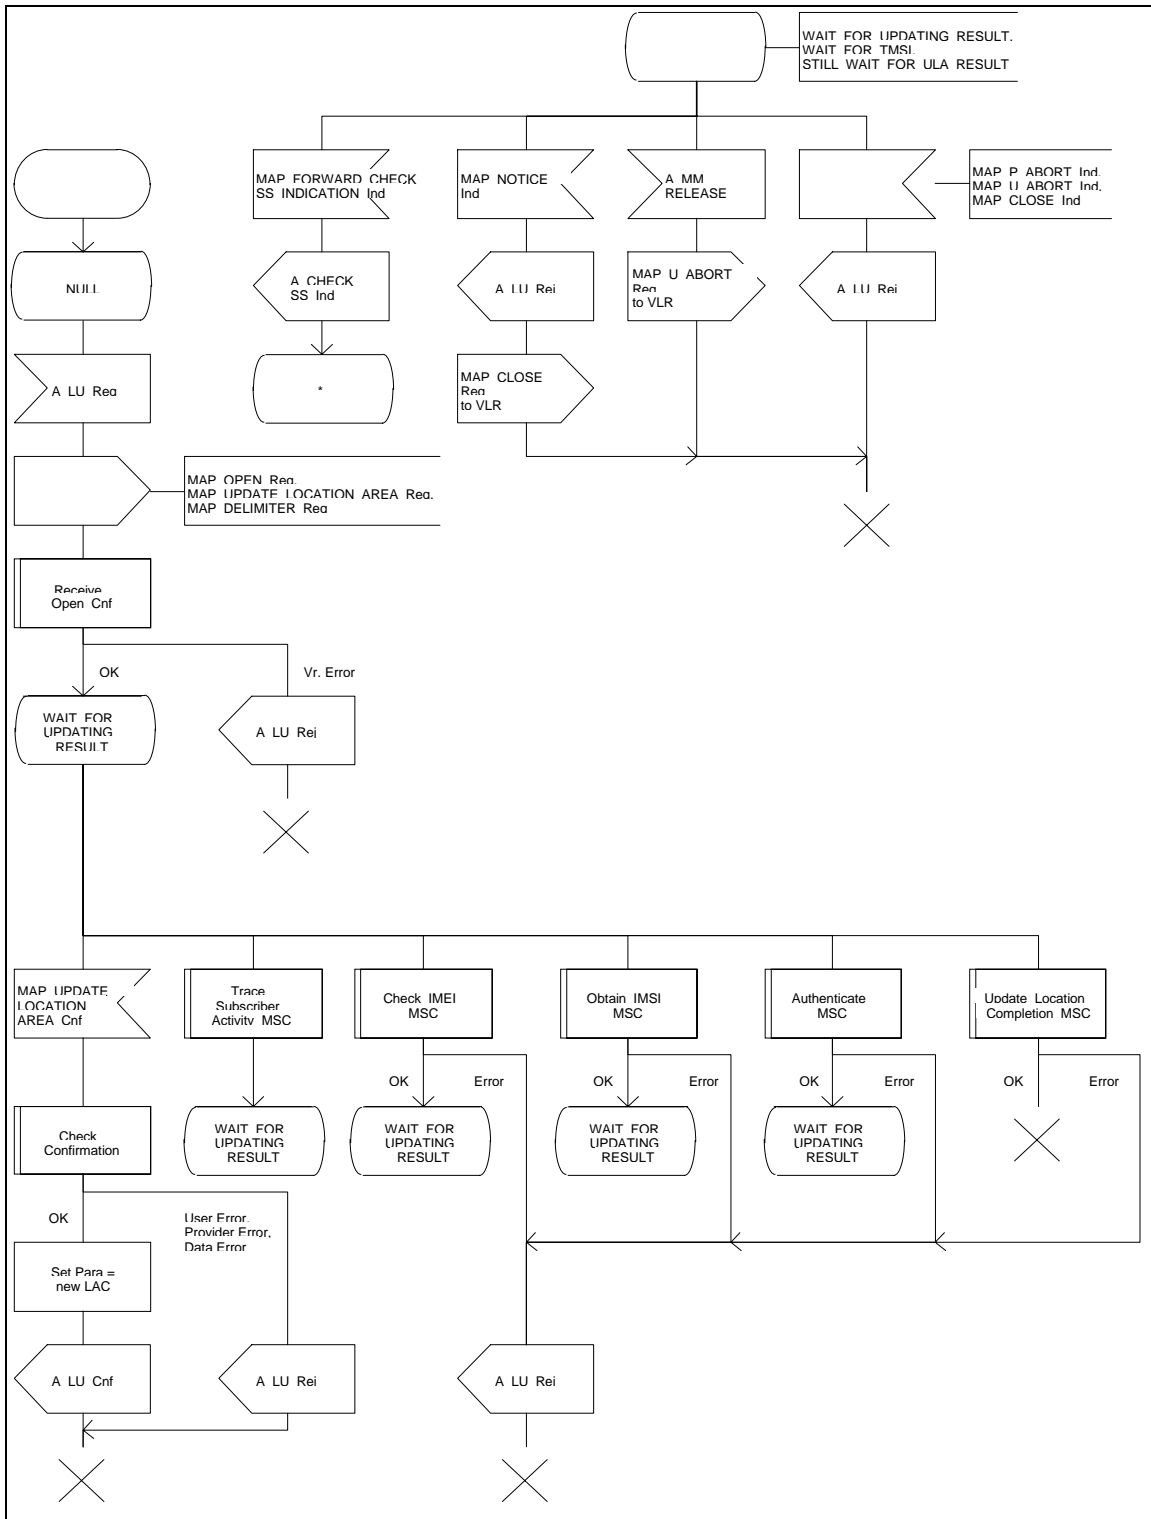 WAIT FOR UPDATING RESULT,
WAIT FOR TMSI,
STILL WAIT FOR ULA RESULT
MAP FORWARD CHECK
SS INDICATION Ind
MAP NOTICE
Ind
A MM
RELEASE
MAP P ABORT Ind,
MAP U ABORT Ind,
MAP CLOSE Ind
NULL
A CHECK
SS Ind
A LU Rej
MAP U ABORT
Req
to VLR
A LU Rej
A LU Req
*
MAP CLOSE
Req
to VLR
MAP OPEN Req,
MAP UPDATE LOCATION AREA Req,
MAP DELIMITER Req
Receive
Open Cnf
OK
Vr. Error
WAIT FOR
UPDATING
RESULT
A LU Rej
MAP UPDATE
LOCATION
AREA Cnf
Trace
Subscriber
Activity MSC
Check IMEI
MSC
Obtain IMSI
MSC
Authenticate
MSC
Update Location
Completion MSC
OK
Error
OK
Error
OK
Error
OK
Error
Check
Confirmation
WAIT FOR
UPDATING
RESULT
WAIT FOR
UPDATING
RESULT
WAIT FOR
UPDATING
RESULT
WAIT FOR
UPDATING
RESULT
OK
User Error,
Provider Error,
Data Error
Set Para =
new LAC
A LU Cnf
A LU Rej
A LU Rej